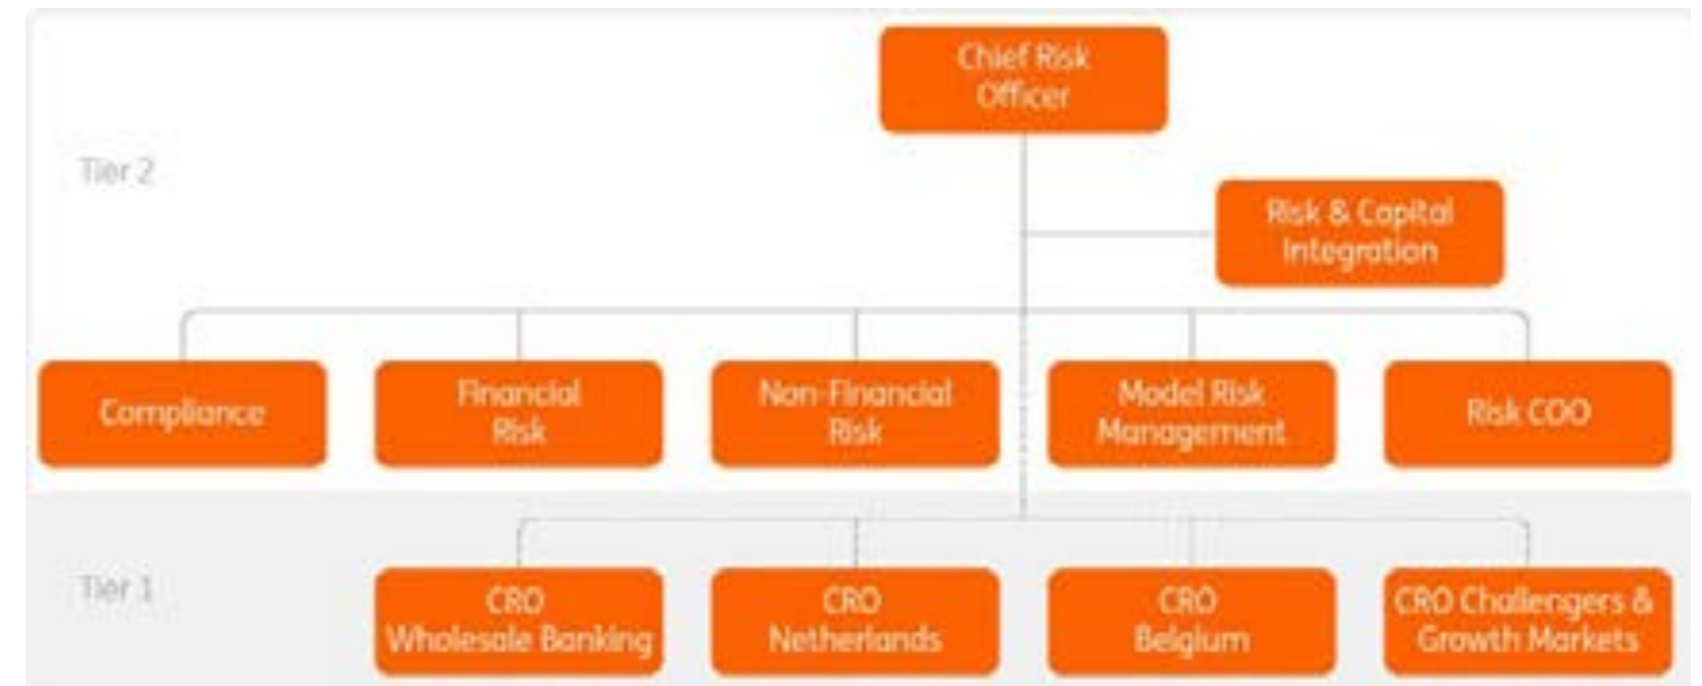 Chief Risk
Officer
Tier 2
Risk & Capital
Integration
Compliance
Financial
Risk
Non-Financial
Risk
Model Risk
Management
Risk COO
Tier 1
CRO
Wholesale Banking
CRO
Netherlands
CRO
Belgium
CRO Challengers &
Growth Markets